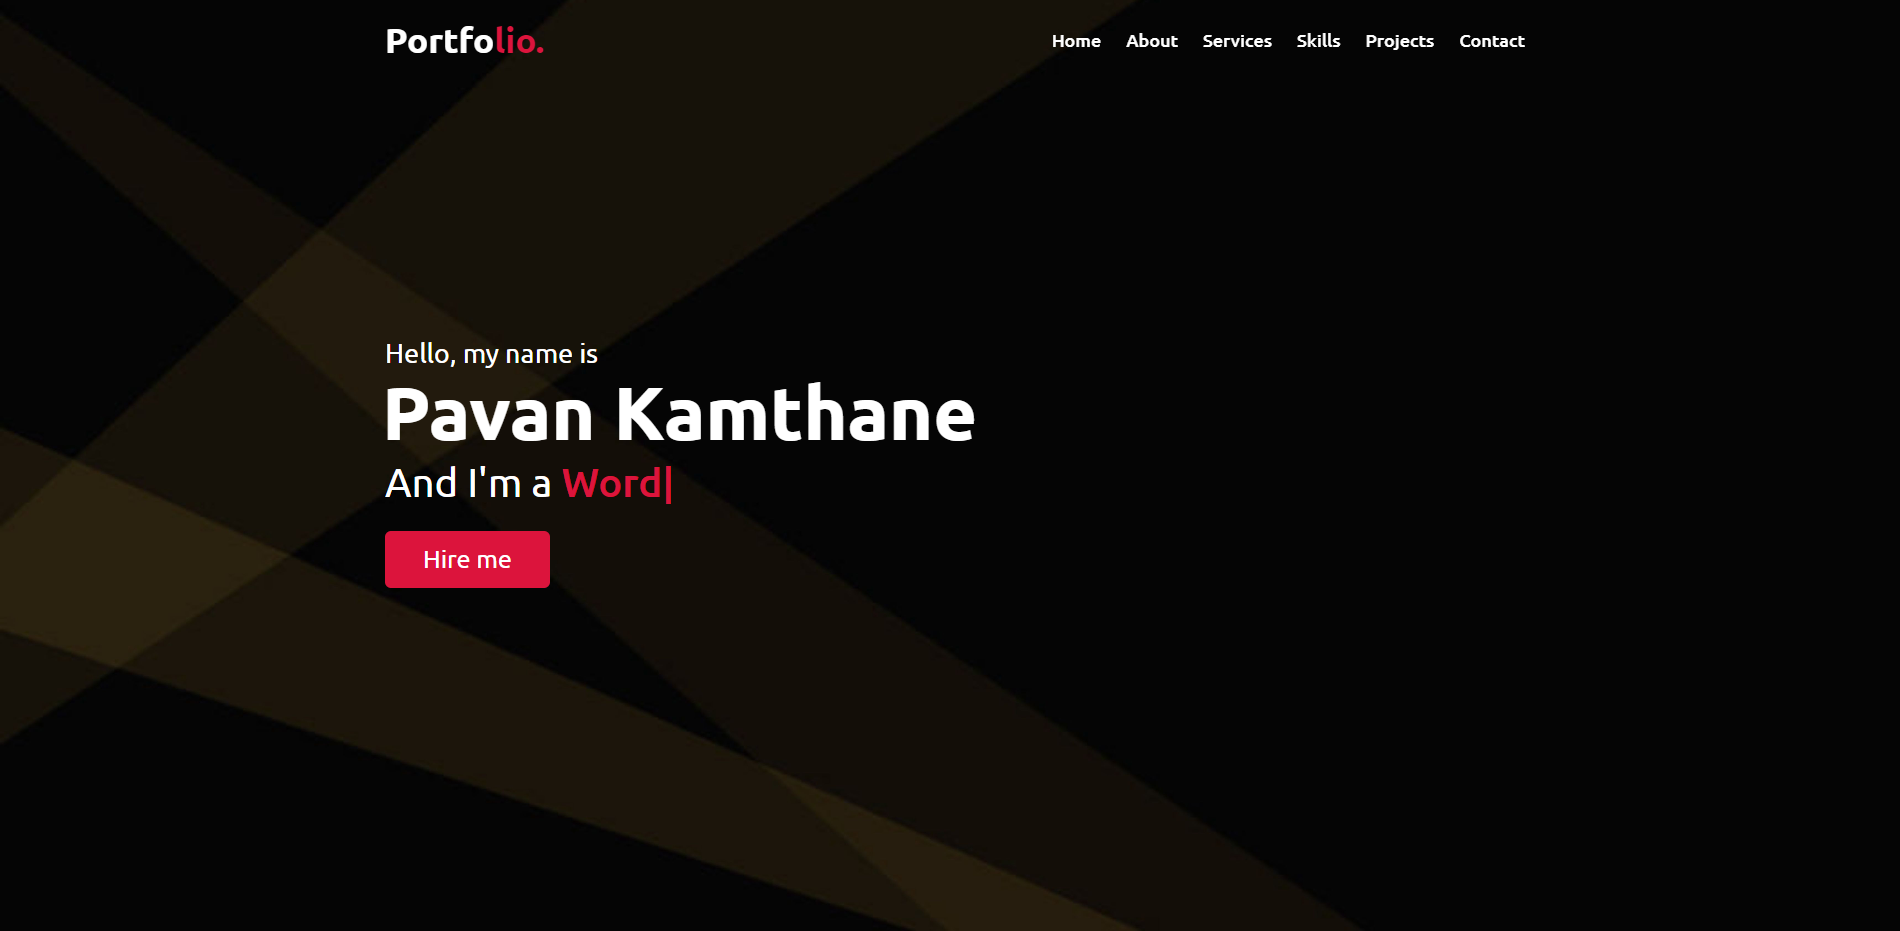 Portfolio.
Home About Services Skills Projects Contact
Hello, my name is
Pavan Kamthane
And I'm a Word|
Hire me